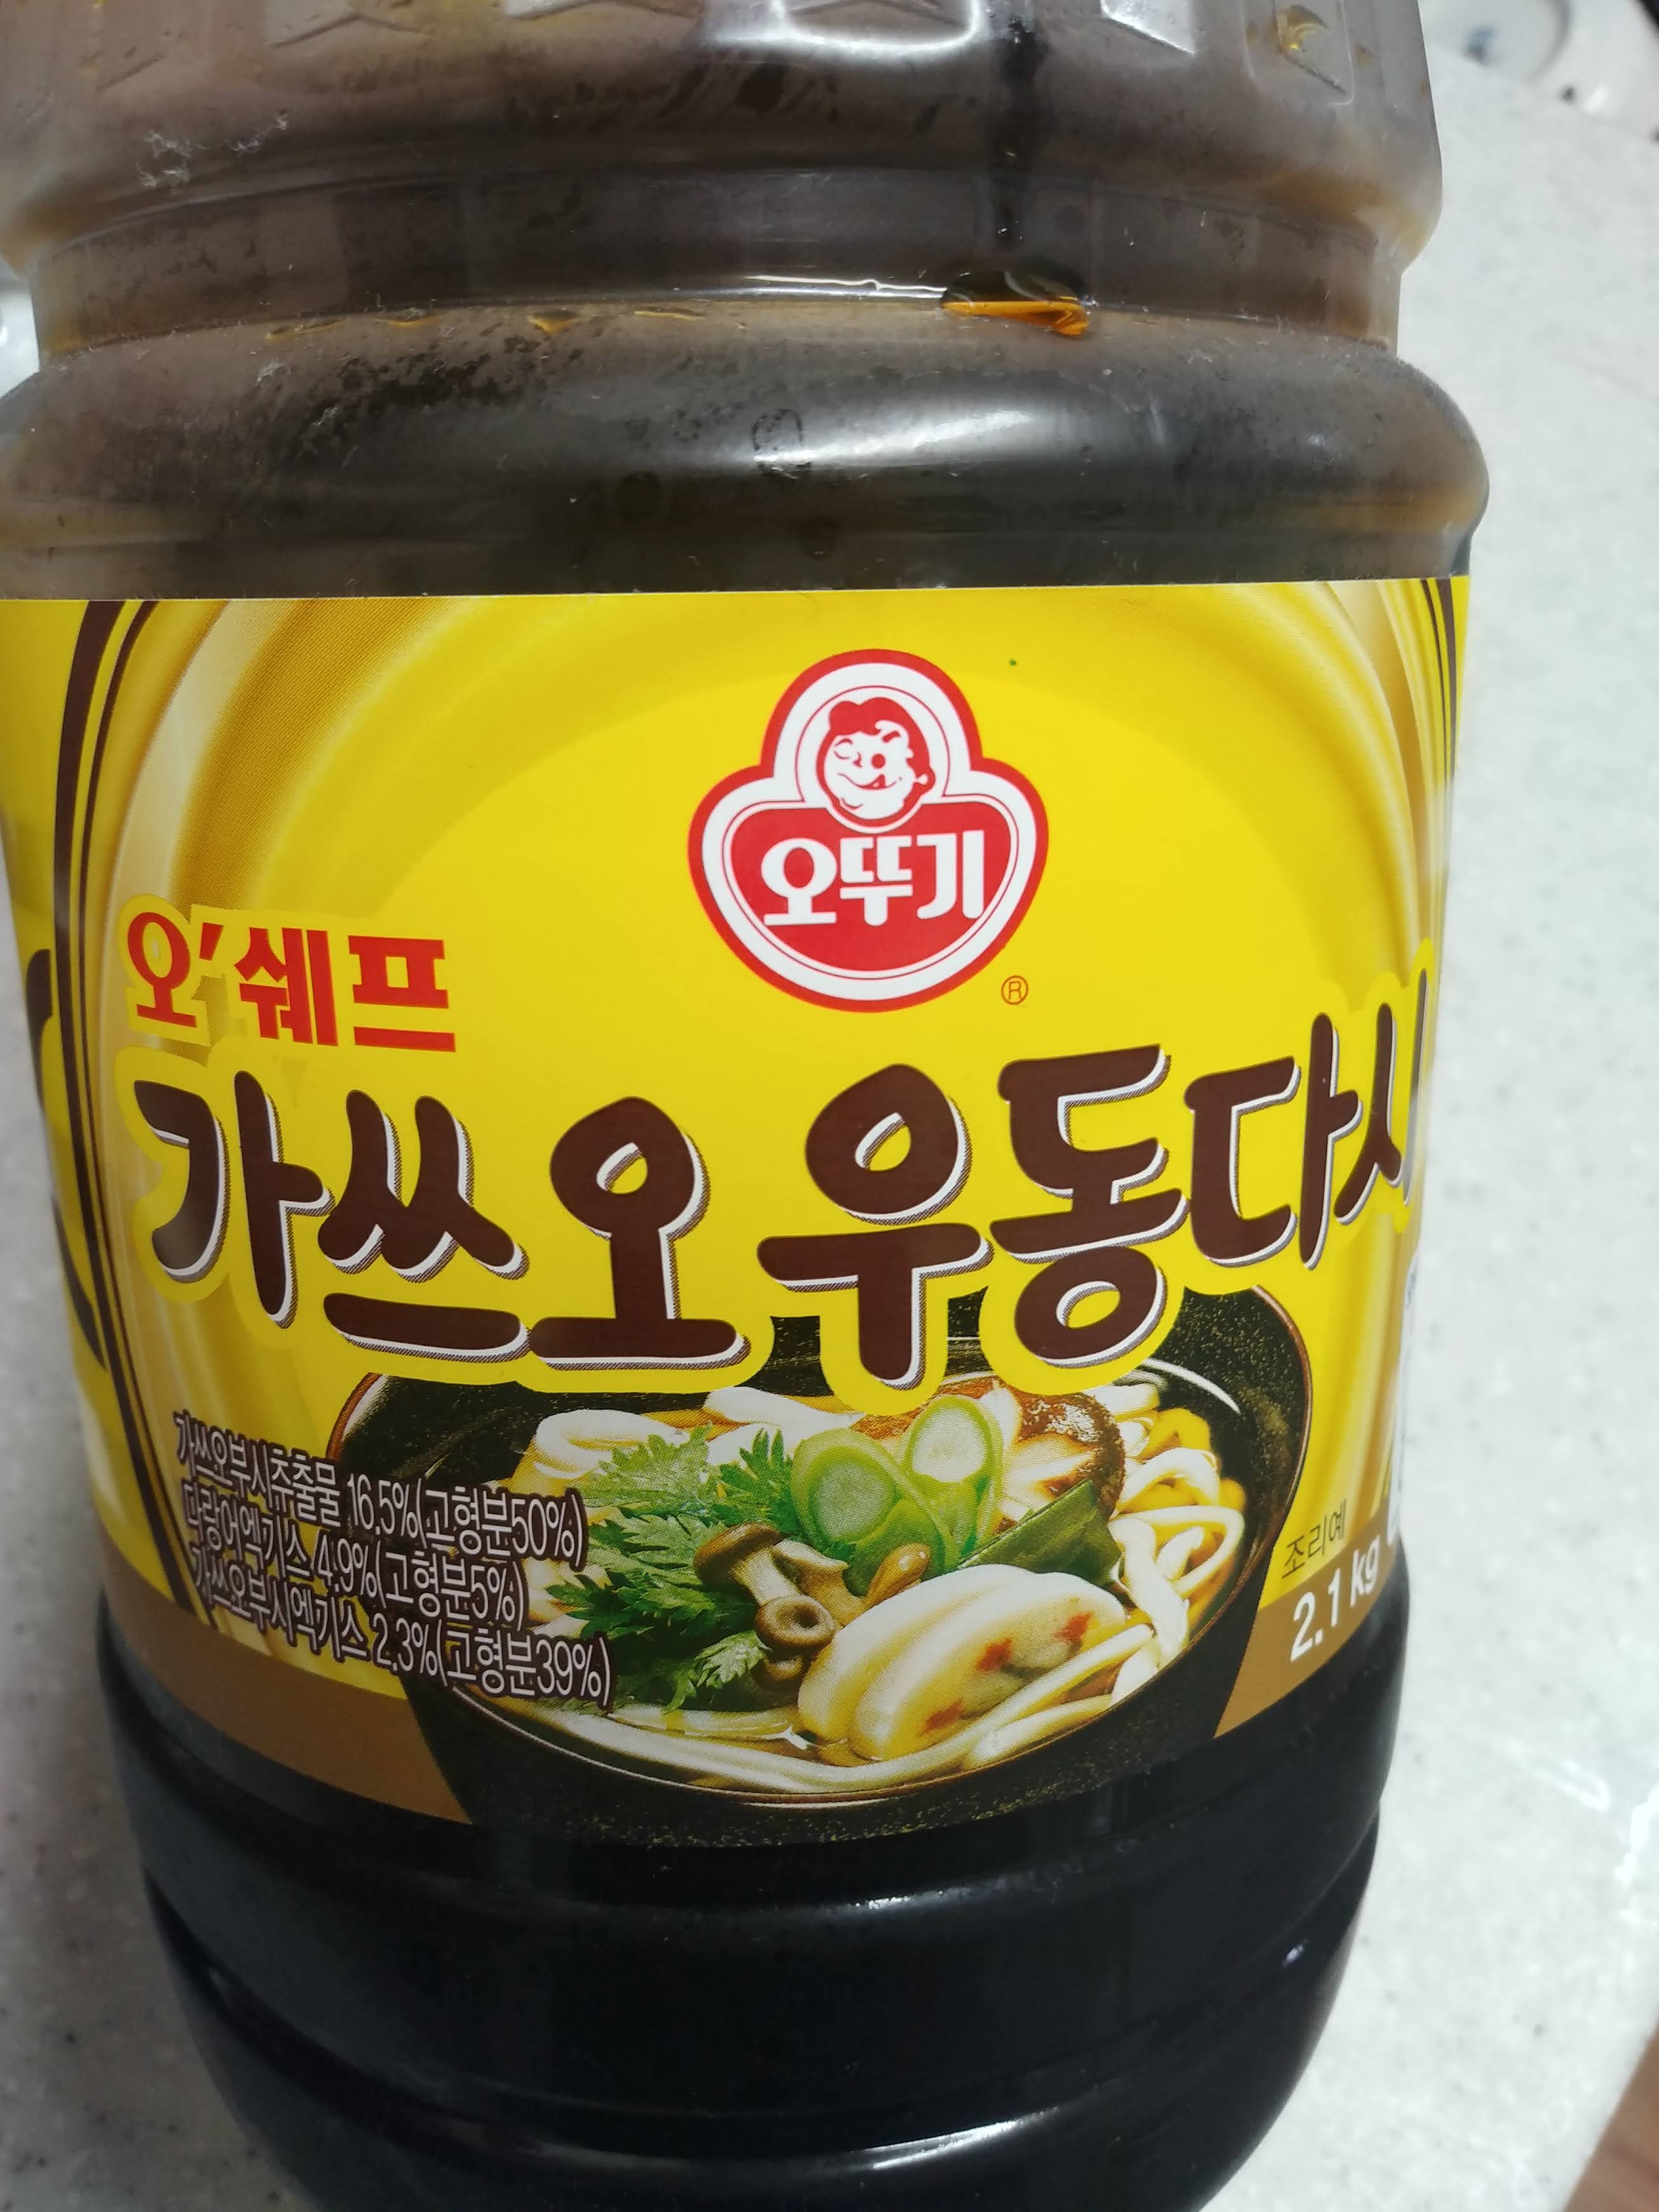 오뚜기
®
오'쉐프
가쓰오 우동다시
가쓰오부시추출물 16.5%(고형분50%)
다랑어엑기스 4.9%(고형분5%)
가쓰오부시엑기스 2.3%(고형분39%)
조리예
2.1 kg